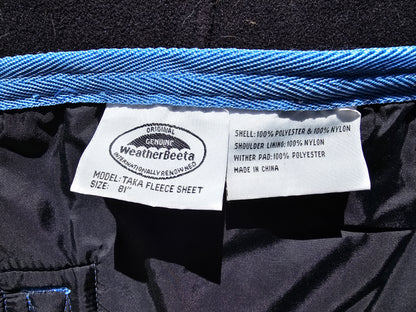 ORIGINAL
GENUINE
WeatherBeeta
INTERNATIONALLY RENOWNED
MODEL: TAKA FLEECE SHEET
SIZE: 81"
SHELL: 100% POLYESTER & 100% NYLON
SHOULDER LINING: 100% NYLON
WITHER PAD: 100% POLYESTER
MADE IN CHINA